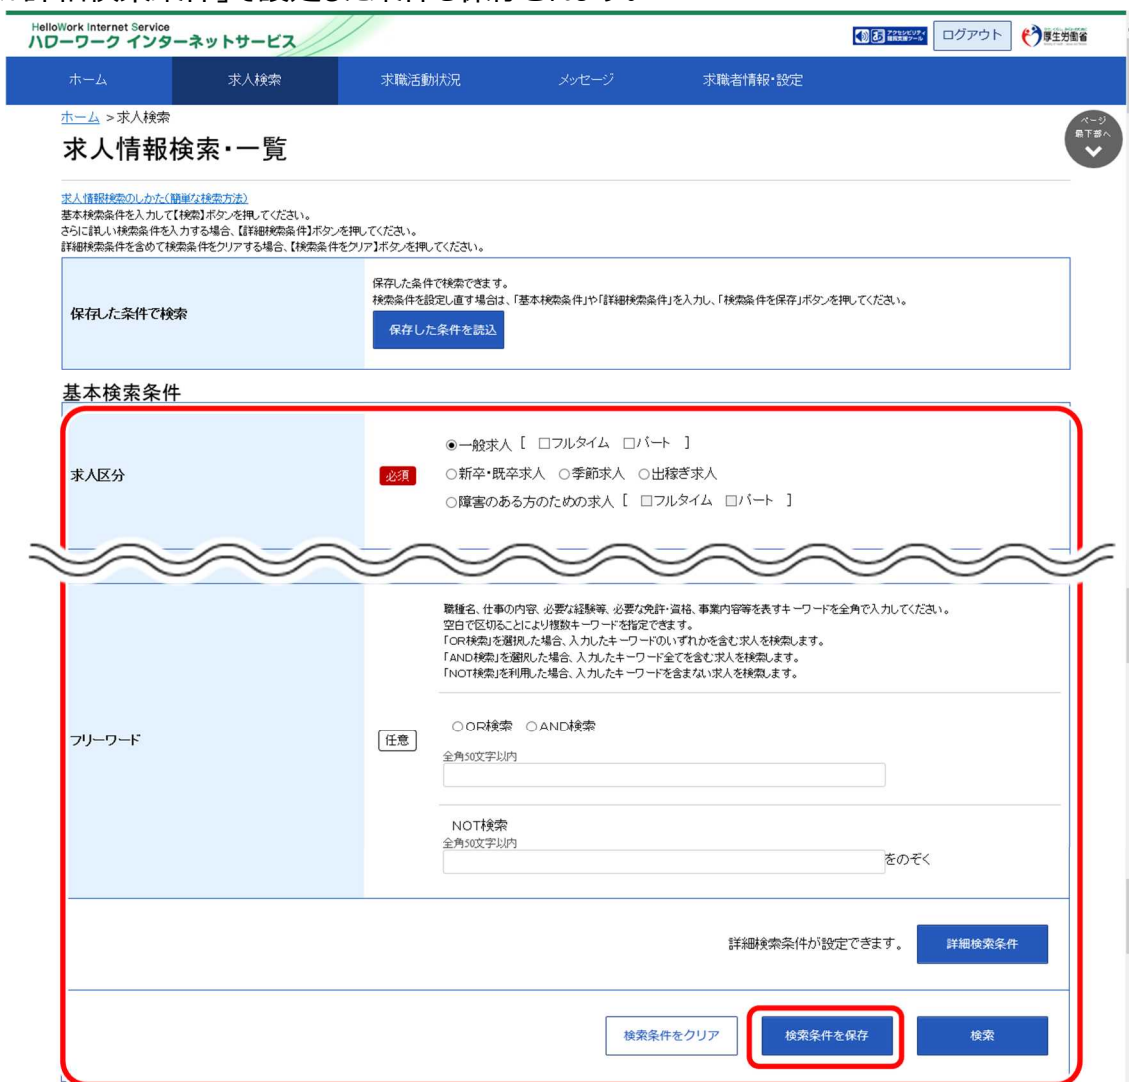 HelloWork Internet Service
ハローワーク インターネットサービス
ログアウト
厚生労働省
ホーム 求人検索 求職活動状況 メッセージ 求職者情報・設定
ホーム >求人検索
ページ
最下部へ
求人情報検索・一覧
求人情報検索のしかた(簡単な検索方法)
基本検索条件を入力して【検索】ボタンを押してください。
さらに詳しい検索条件を入力する場合、【詳細検索条件】ボタンを押してください。
詳細検索条件を含めて検索条件をクリアする場合、【検索条件をクリア】ボタンを押してください。
保存した条件で検索
保存した条件で検索できます。
検索条件を設定し直す場合は、「基本検索条件」や「詳細検索条件」を入力し、「検索条件を保存」ボタンを押してください。
保存した条件を読込
基本検索条件
求人区分
必須
◉一般求人 [ □フルタイム □パート ]
○新卒・既卒求人 ○季節求人 ○出稼ぎ求人
○障害のある方のための求人 [ □フルタイム □パート ]
職種名、仕事の内容、必要な経験等、必要な免許・資格、事業内容等を表すキーワードを全角で入力してください。
空白で区切ることにより複数キーワードを指定できます。
「OR検索」を選択した場合、入力したキーワードのいずれかを含む求人を検索します。
「AND検索」を選択した場合、入力したキーワード全てを含む求人を検索します。
「NOT検索」を利用した場合、入力したキーワードを含まない求人を検索します。
フリーワード
任意
○OR検索 ○AND検索
全角50文字以内
NOT検索
全角50文字以内
をのぞく
詳細検索条件が設定できます。 詳細検索条件
検索条件をクリア 検索条件を保存 検索